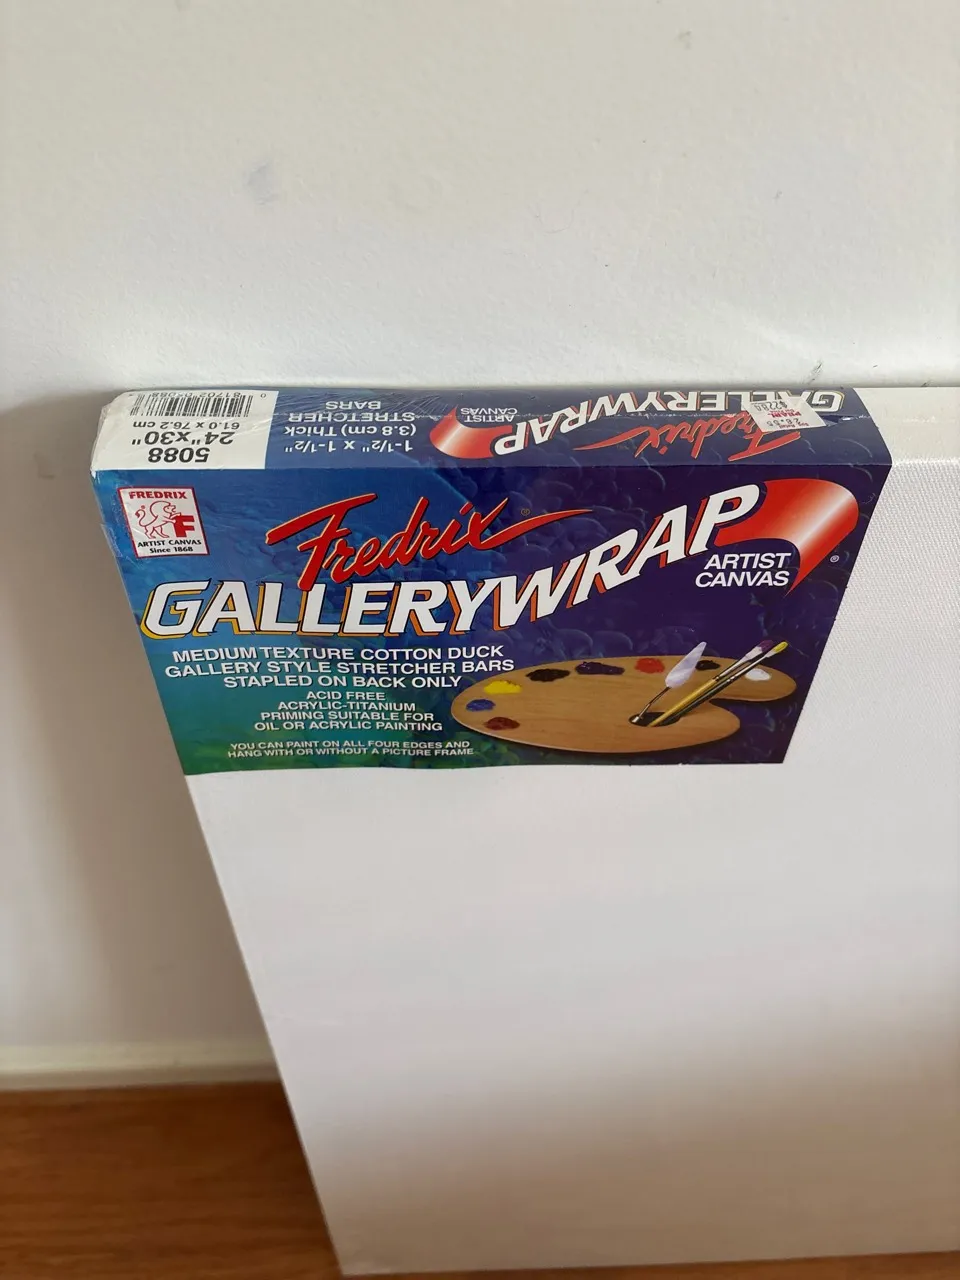 5088
24"x30"
61.0 x 76.2 cm
1-1/2" x 1-1/2"
(3.8 cm) Thick
STRETCHER
BARS
Fredrix
GALLERYWRAP
ARTIST
CANVAS
FREDRIX
F
ARTIST CANVAS
Since 1868
Fredrix®
GALLERYWRAP®
ARTIST
CANVAS
MEDIUM TEXTURE COTTON DUCK
GALLERY STYLE STRETCHER BARS
STAPLED ON BACK ONLY
ACID FREE
ACRYLIC-TITANIUM
PRIMING SUITABLE FOR
OIL OR ACRYLIC PAINTING
YOU CAN PAINT ON ALL FOUR EDGES AND
HANG WITH OR WITHOUT A PICTURE FRAME